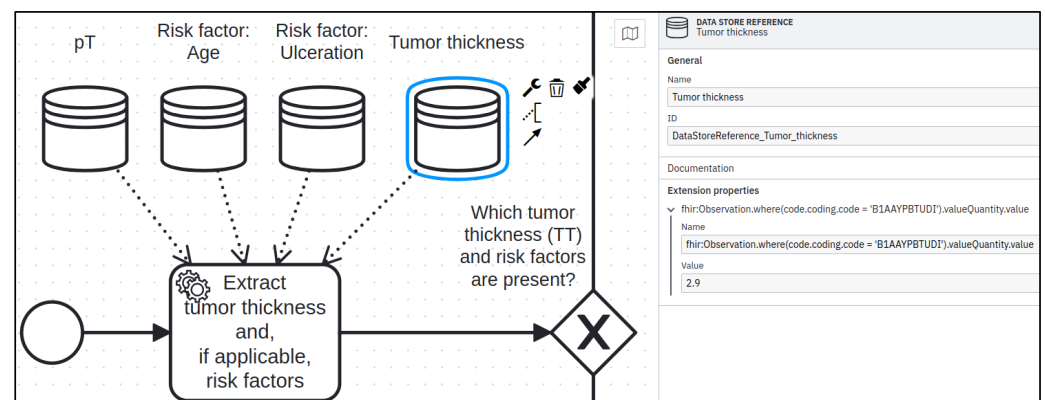 pT
Risk factor:
Age
Risk factor:
Ulceration
Tumor thickness
Which tumor
thickness (TT)
and risk factors
are present?
Extract
tumor thickness
and,
if applicable,
risk factors
X
DATA STORE REFERENCE
Tumor thickness
General
Name
Tumor thickness
ID
DataStoreReference_Tumor_thickness
Documentation
Extension properties
fhir:Observation.where(code.coding.code = 'B1AAYPBTUDI').valueQuantity.value
Name
fhir:Observation.where(code.coding.code = 'B1AAYPBTUDI').valueQuantity.value
Value
2.9